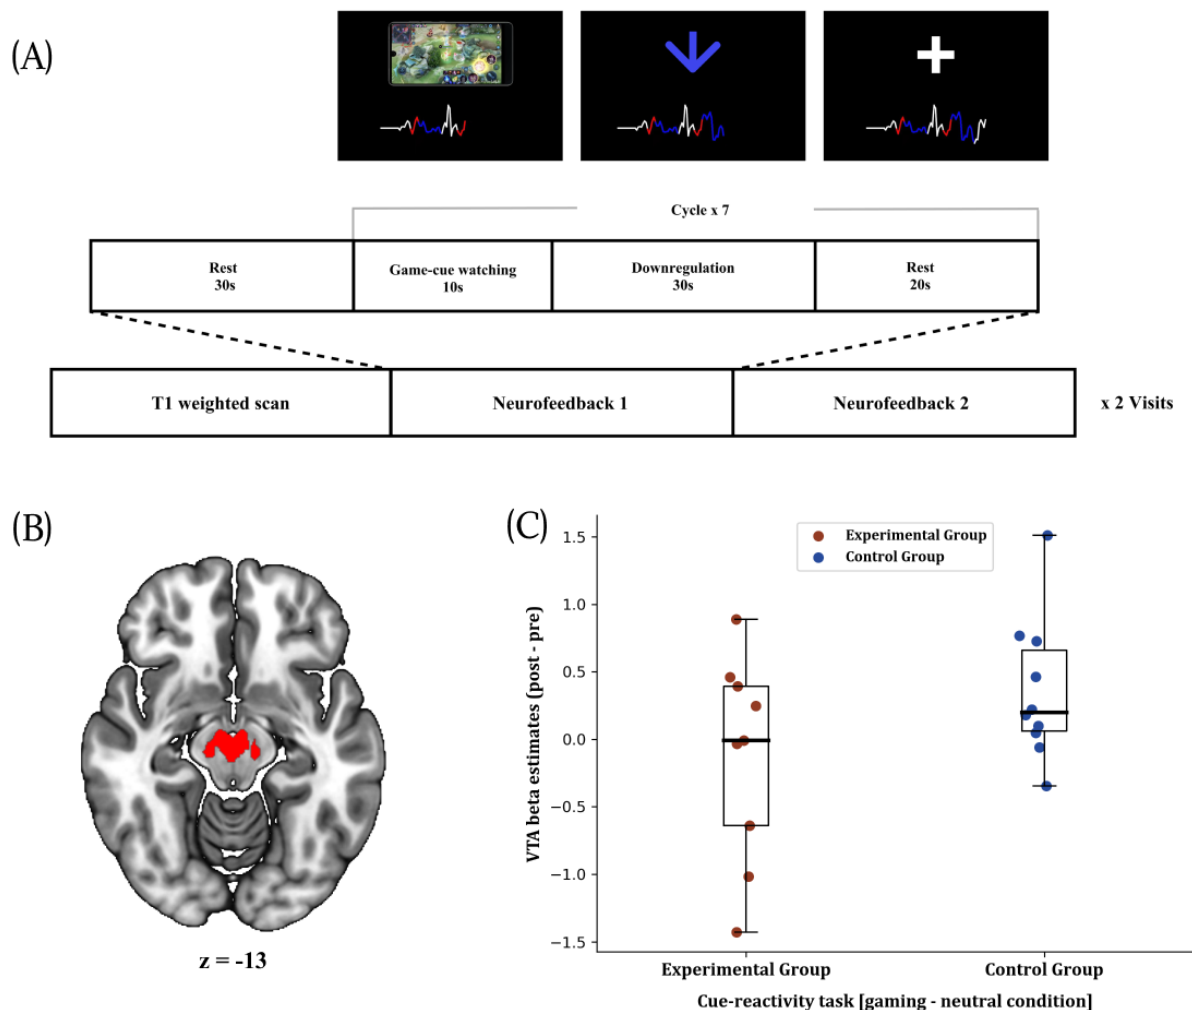 (A)
Cycle x 7
Rest
30s
Game-cue watching
10s
Downregulation
30s
Rest
20s
T1 weighted scan
Neurofeedback 1
Neurofeedback 2
x 2 Visits
(B)
z = -13
(C)
Experimental Group
Control Group
VTA beta estimates (post - pre)
1.5
1.0
0.5
0.0
−0.5
−1.0
−1.5
Experimental Group
Control Group
Cue-reactivity task [gaming - neutral condition]